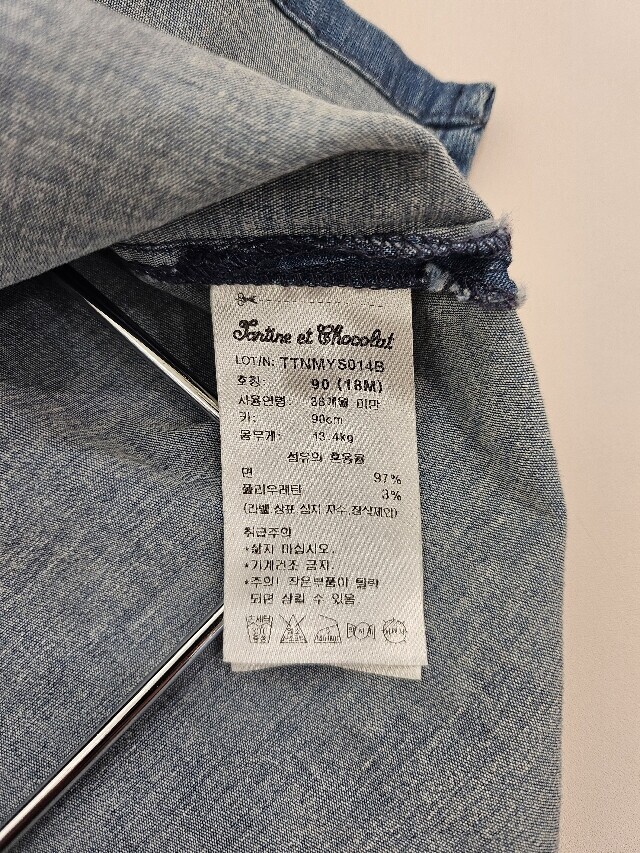 Tartine et Chocolat
LOT/N: TTNMYS014B
호칭: 90 (18M)
사용연령: 36개월 미만
키: 90cm
몸무게: 13.4kg
섬유의 혼용율
면 97%
폴리우레탄 3%
(라벨,상표,심지,자수,장식제외)
취급주의
*삶지 마십시오.
*기계건조 금지.
*주의! 작은부품이 탈락
되면 삼킬 수 있음